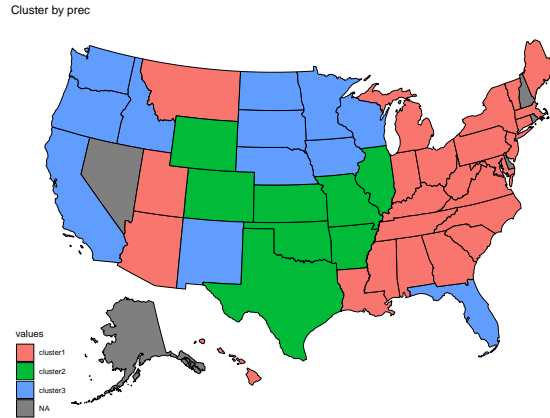 Cluster by prec
values
cluster1
cluster2
cluster3
NA